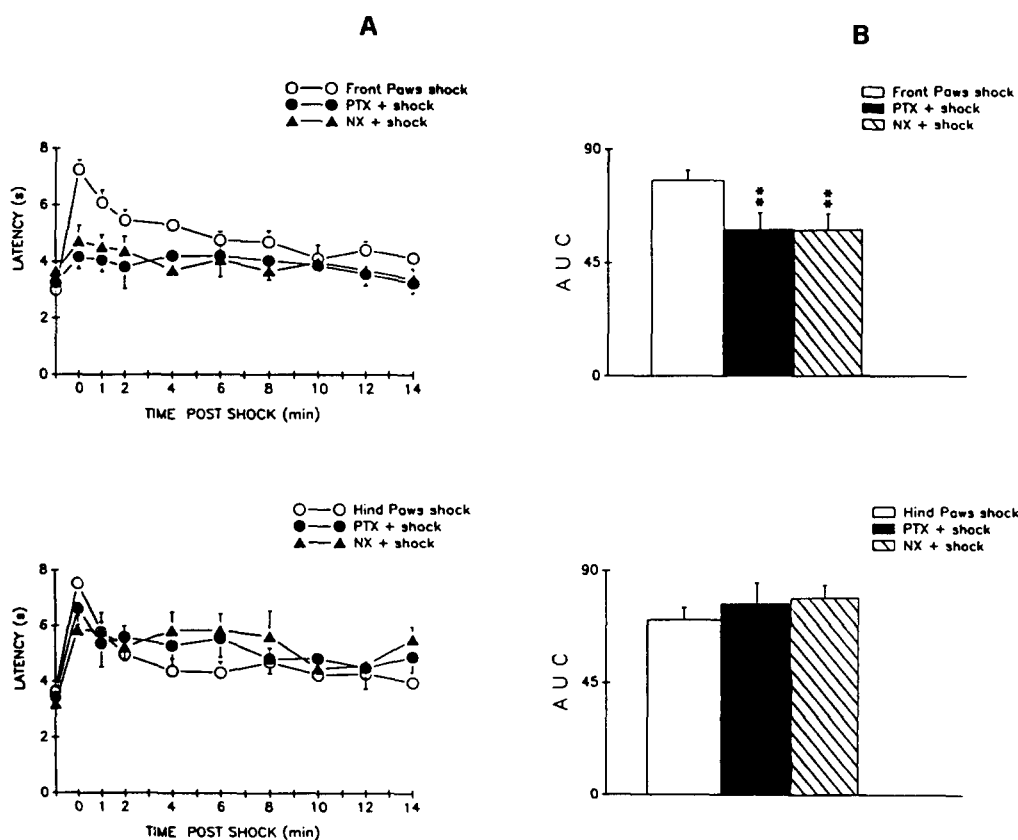 A
Front Paws shock
PTX + shock
NX + shock
LATENCY (s)
8
6
4
2
0
0 1 2 4 6 8 10 12 14
TIME POST SHOCK (min)
B
Front Paws shock
PTX + shock
NX + shock
AUC
90
45
0
**
**
Hind Paws shock
PTX + shock
NX + shock
LATENCY (s)
8
6
4
2
0
0 1 2 4 6 8 10 12 14
TIME POST SHOCK (min)
Hind Paws shock
PTX + shock
NX + shock
AUC
90
45
0